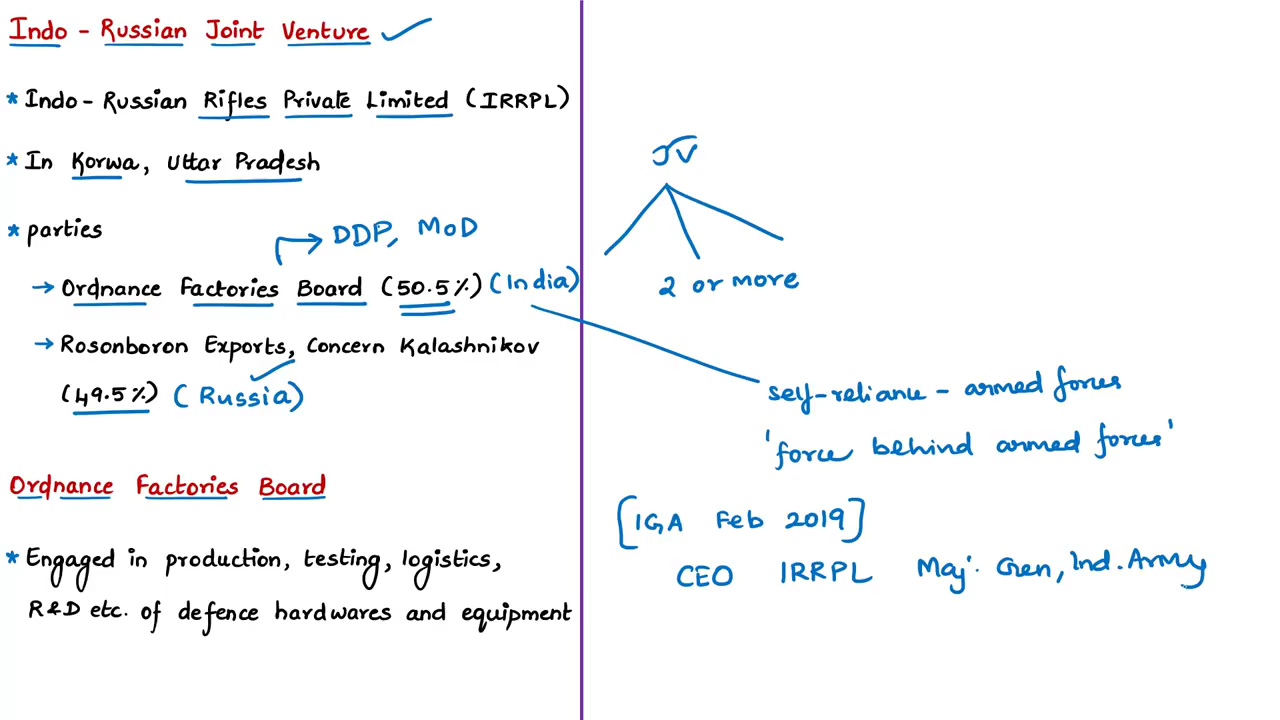 Indo - Russian Joint Venture
* Indo - Russian Rifles Private Limited (IRRPL)
* In Korwa, Uttar Pradesh
* parties
→ DDP, MoD
→ Ordnance Factories Board (50.5%) (India)
→ Rosonboron Exports, Concern Kalashnikov
(49.5%) (Russia)
Ordnance Factories Board
* Engaged in production, testing, logistics,
R&D etc. of defence hardwares and equipment
JV
2 or more
self-reliance - armed forces
'force behind armed forces'
[IGA Feb 2019]
CEO IRRPL Maj. Gen, Ind. Army